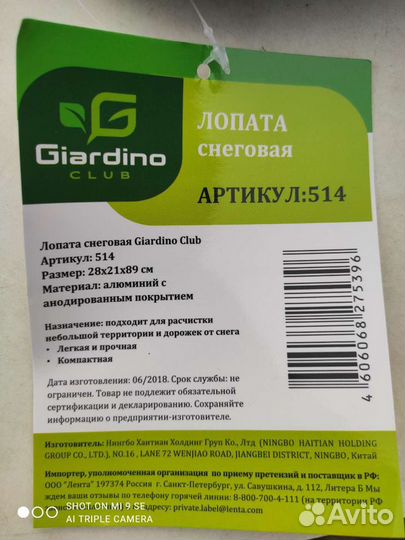 Giardino
CLUB
ЛОПАТА
снеговая
АРТИКУЛ:514
Лопата снеговая Giardino Club
Артикул: 514
Размер: 28х21х89 см
Материал: алюминий с
анодированным покрытием
Назначение: подходит для расчистки
небольшой территории и дорожек от снега
• Легкая и прочная
• Компактная
Дата изготовления: 06/2018. Срок службы: не
ограничен. Товар не подлежит обязательной
сертификации и декларированию. Сохраняйте
информацию о предприятии-изготовителе.
4 606068 275396
Изготовитель: Нингбо Хаитиан Холдинг Груп Ко., Лтд (NINGBO HAITIAN HOLDING
GROUP CO., LTD.), NO.16 , LANE 72 WENJIAO ROAD, JIANGBEI DISTRICT, NINGBO, Китай
Импортер, уполномоченная организация по приему претензий и поставщик в РФ:
ООО "Лента" 197374 Россия г. Санкт-Петербург, ул. Савушкина, д. 112, Литера Б Мы
ждем ваши отзывы по телефону горячей линии: 8-800-700-4-111 (на территории РФ
адресу: private.label@lenta.com
SHOT ON MI 9 SE
AI TRIPLE CAMERA
Avito